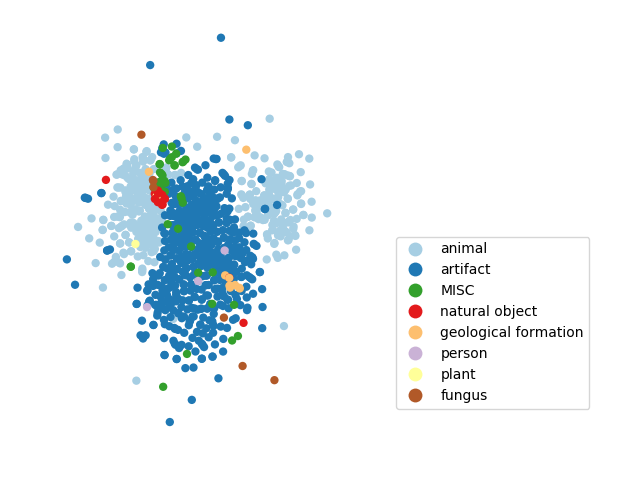 animal
artifact
MISC
natural object
geological formation
person
plant
fungus